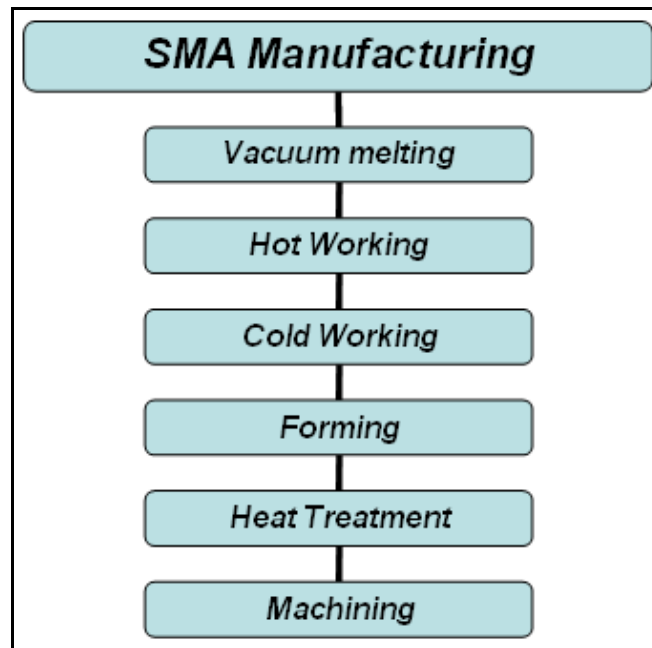 SMA Manufacturing
Vacuum melting
Hot Working
Cold Working
Forming
Heat Treatment
Machining